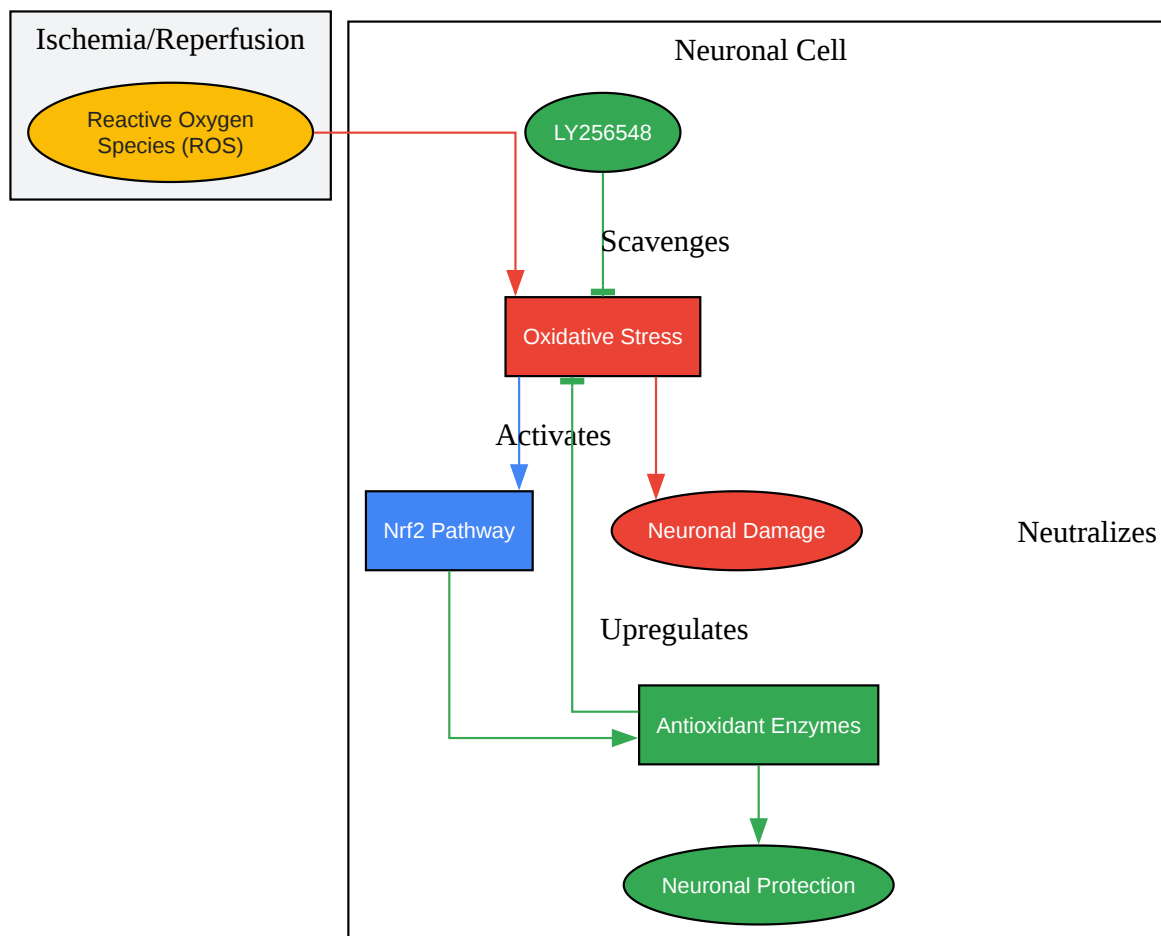 Ischemia/Reperfusion
Neuronal Cell
Reactive Oxygen
Species (ROS)
LY256548
Scavenges
Oxidative Stress
Activates
Nrf2 Pathway
Neuronal Damage
Neutralizes
Upregulates
Antioxidant Enzymes
Neuronal Protection